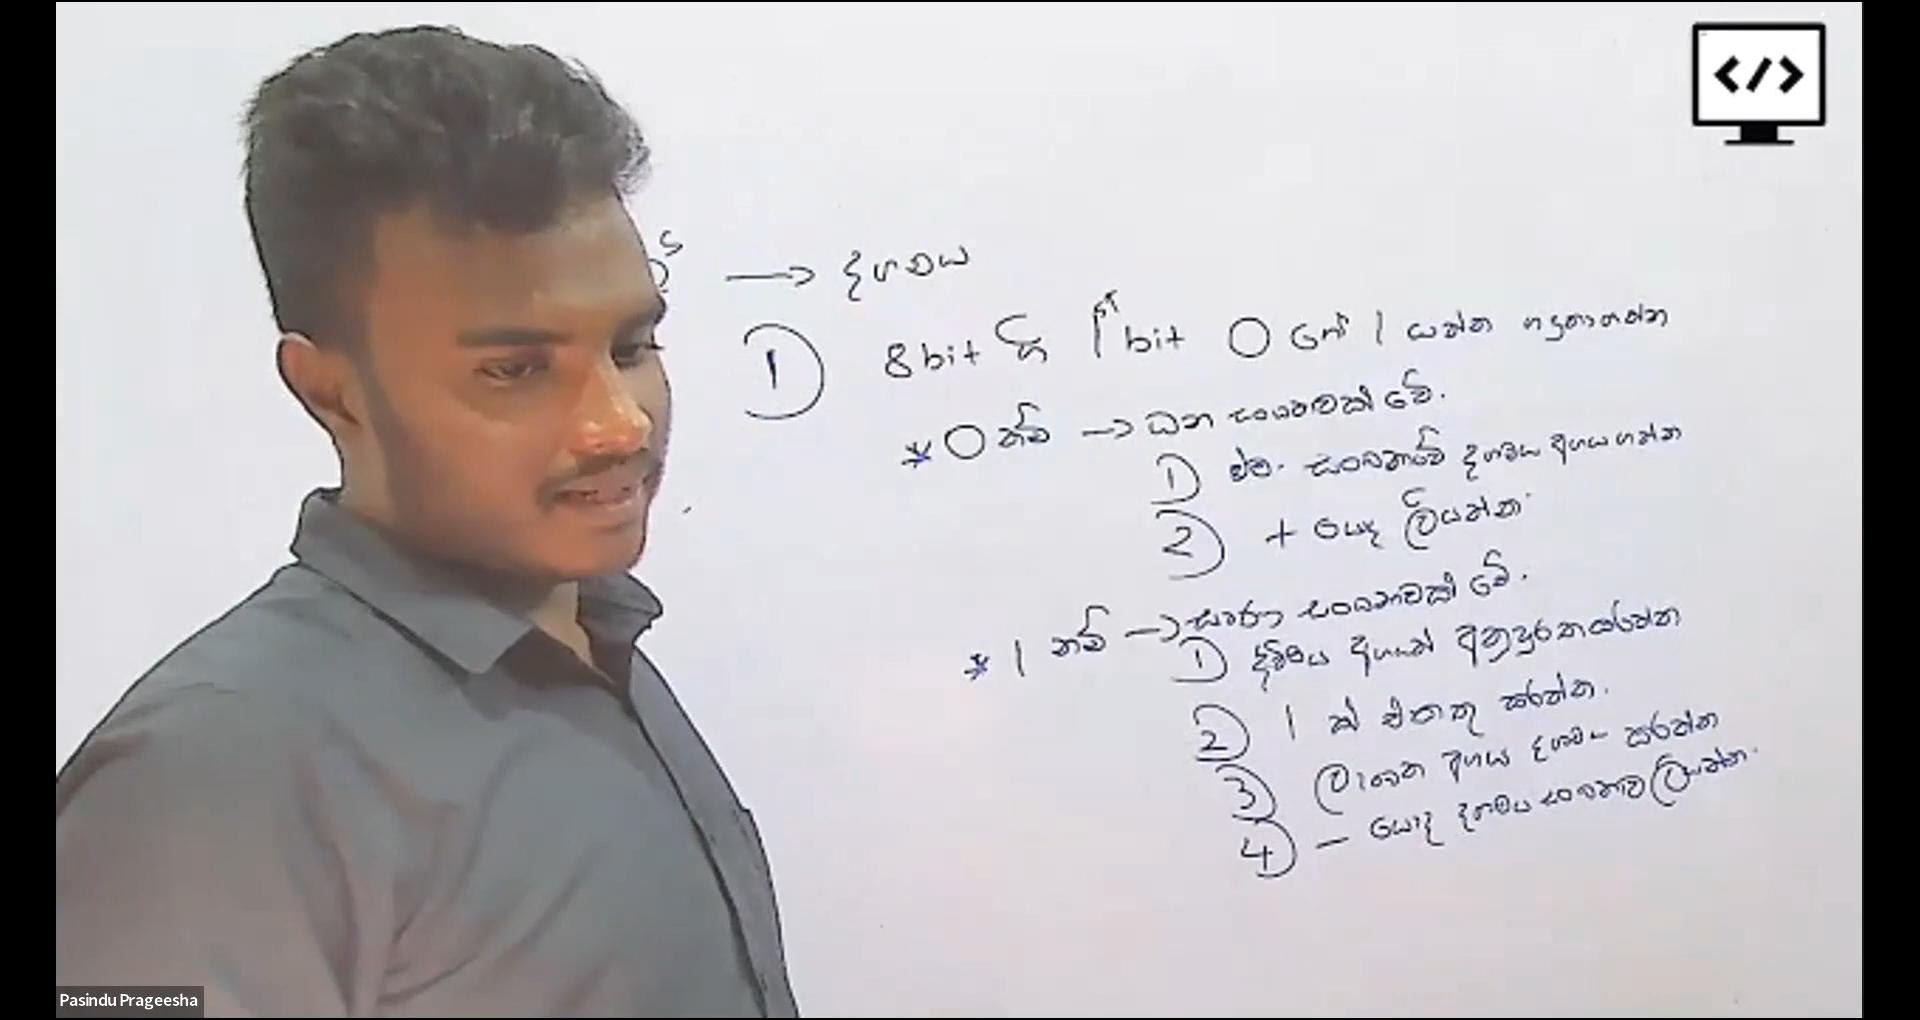 </>
→ දශමය
① 8 bit හි 1st bit 0 හෝ 1 යන්න හඳුනාගන්න
* 0 නම් → ධන සංඛ්‍යාවක් වේ.
① එම සංඛ්‍යාවේ දශමය අගය ගන්න
② + යොදා ලියන්න
* 1 නම් → සෘණ සංඛ්‍යාවක් වේ.
① ද්විමය අගයේ අනුපූරකය ගන්න
② 1 ක් එකතු කරන්න.
③ ලැබෙන අගය දශමය කරන්න
④ – යොදා දශමය සංඛ්‍යාව ලියන්න.
Pasindu Prageesha